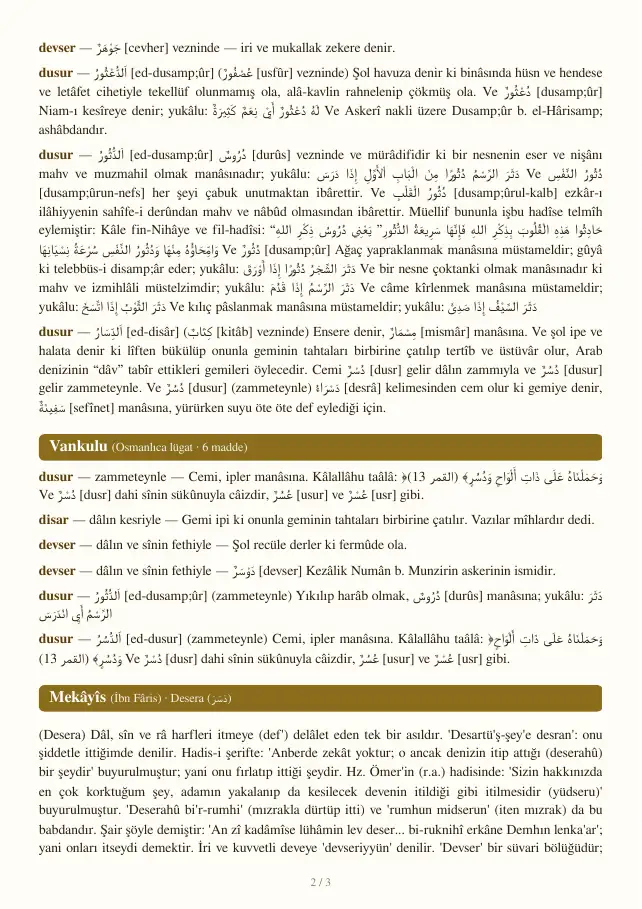 devser — جَوْهَرٌ [cevher] vezninde — iri ve mukallak zekere denir.
dusur — اَلدُّعْثُورُ [ed-dusamp;ûr] (عُصْفُورٌ [usfûr] vezninde) Şol havuza denir ki binâsında hüsn ve hendese
ve letâfet cihetiyle tekellüf olunmamış ola, alâ-kavlin rahnelenip çökmüş ola. Ve دُعْثُورٌ [dusamp;ûr]
Niam-ı kesîreye denir; yukâlu: لَهُ دُعْثُورٌ أَيْ نِعَمٌ كَثِيرَةٌ Ve Askerî nakli üzere Dusamp;ûr b. el-Hârisamp;
ashâbdandır.
dusur — اَلدُّثُورُ [ed-dusamp;ûr] دُرُوسٌ [durûs] vezninde ve mürâdifidir ki bir nesnenin eser ve nişânı
mahv ve muzmahil olmak manâsınadır; yukâlu: دَثَرَ الرَّسْمُ دُثُورًا مِنَ الْبَابِ الْأَوَّلِ إِذَا دَرَسَ Ve دُثُورُ النَّفْسِ
[dusamp;ûrun-nefs] her şeyi çabuk unutmaktan ibârettir. Ve دُثُورُ الْقَلْبِ [dusamp;ûrul-kalb] ezkâr-ı
ilâhiyyenin sahîfe-i derûndan mahv ve nâbûd olmasından ibârettir. Müellif bununla işbu hadîse telmîh
eylemiştir: Kâle fin-Nihâye ve fil-hadîsi: “حَادِثُوا هَذِهِ الْقُلُوبَ بِذِكْرِ اللهِ فَإِنَّهَا سَرِيعَةُ الدُّثُورِ” يَعْنِي دُرُوسُ ذِكْرِ اللهِ
وَامِّحَاؤُهُ مِنْهَا وَدُثُورُ النَّفْسِ سُرْعَةُ نِسْيَانِهَا Ve دُثُورٌ [dusamp;ûr] Ağaç yapraklanmak manâsına müstameldir; gûyâ
ki telebbüs-i disamp;âr eder; yukâlu: دَثَرَ الشَّجَرُ دُثُورًا إِذَا أَوْرَقَ Ve bir nesne çoktanki olmak manâsınadır ki
mahv ve izmihlâli müstelzimdir; yukâlu: دَثَرَ الرَّسْمُ إِذَا قَدُمَ Ve câme kîrlenmek manâsına müstameldir;
yukâlu: دَثَرَ الثَّوْبُ إِذَا اتَّسَخَ Ve kılıç pâslanmak manâsına müstameldir; yukâlu: دَثَرَ السَّيْفُ إِذَا صَدِئَ
dusur — اَلدِّسَارُ [ed-disâr] (كِتَابٌ [kitâb] vezninde) Ensere denir, مِسْمَارٌ [mismâr] manâsına. Ve şol ipe ve
halata denir ki lîften bükülüp onunla geminin tahtaları birbirine çatılıp tertîb ve üstüvâr olur, Arab
denizinin “dâv” tabîr ettikleri gemileri öylecedir. Cemi دُسْرٌ [dusr] gelir dâlın zammıyla ve دُسُرٌ [dusur]
gelir zammeteynle. Ve دُسُرٌ [dusur] (zammeteynle) دَسْرَاءُ [desrâ] kelimesinden cem olur ki gemiye denir,
سَفِينَةٌ [sefînet] manâsına, yürürken suyu öte öte def eylediği için.
Vankulu (Osmanlıca lügat · 6 madde)
dusur — zammeteynle — Cemi, ipler manâsına. Kâlallâhu taâlâ: ﴿وَحَمَلْنَاهُ عَلَى ذَاتِ أَلْوَاحٍ وَدُسُرٍ﴾ (القمر 13)
Ve دُسْرٌ [dusr] dahi sînin sükûnuyla câizdir, عُسُرٌ [usur] ve عُسْرٌ [usr] gibi.
disar — dâlın kesriyle — Gemi ipi ki onunla geminin tahtaları birbirine çatılır. Vazılar mîhlardır dedi.
devser — dâlın ve sînin fethiyle — Şol recüle derler ki fermûde ola.
devser — dâlın ve sînin fethiyle — دَوْسَرٌ [devser] Kezâlik Numân b. Munzirin askerinin ismidir.
dusur — اَلدُّثُورُ [ed-dusamp;ûr] (zammeteynle) Yıkılıp harâb olmak, دُرُوسٌ [durûs] manâsına; yukâlu: دَثَرَ
الرَّسْمُ أَيِ انْدَرَسَ
dusur — اَلدُّسُرُ [ed-dusur] (zammeteynle) Cemi, ipler manâsına. Kâlallâhu taâlâ: ﴿وَحَمَلْنَاهُ عَلَى ذَاتِ أَلْوَاحٍ
وَدُسُرٍ﴾ (القمر 13) Ve دُسْرٌ [dusr] dahi sînin sükûnuyla câizdir, عُسُرٌ [usur] ve عُسْرٌ [usr] gibi.
Mekâyîs (İbn Fâris) · Desera (دَسَرَ)
(Desera) Dâl, sîn ve râ harfleri itmeye (def') delâlet eden tek bir asıldır. 'Desartü'ş-şey'e desran': onu
şiddetle ittiğimde denilir. Hadis-i şerifte: 'Anberde zekât yoktur; o ancak denizin itip attığı (deserahû)
bir şeydir' buyurulmuştur; yani onu fırlatıp ittiği şeydir. Hz. Ömer'in (r.a.) hadisinde: 'Sizin hakkınızda
en çok korktuğum şey, adamın yakalanıp da kesilecek devenin itildiği gibi itilmesidir (yüdseru)'
buyurulmuştur. 'Deserahû bi'r-rumhi' (mızrakla dürtüp itti) ve 'rumhun midserun' (iten mızrak) da bu
babdandır. Şair şöyle demiştir: 'An zî kadâmîse lühâmin lev deser... bi-ruknihî erkâne Demhın lenka'ar';
yani onları itseydi demektir. İri ve kuvvetli deveye 'devseriyyün' denilir. 'Devser' bir süvari bölüğüdür;
2 / 3